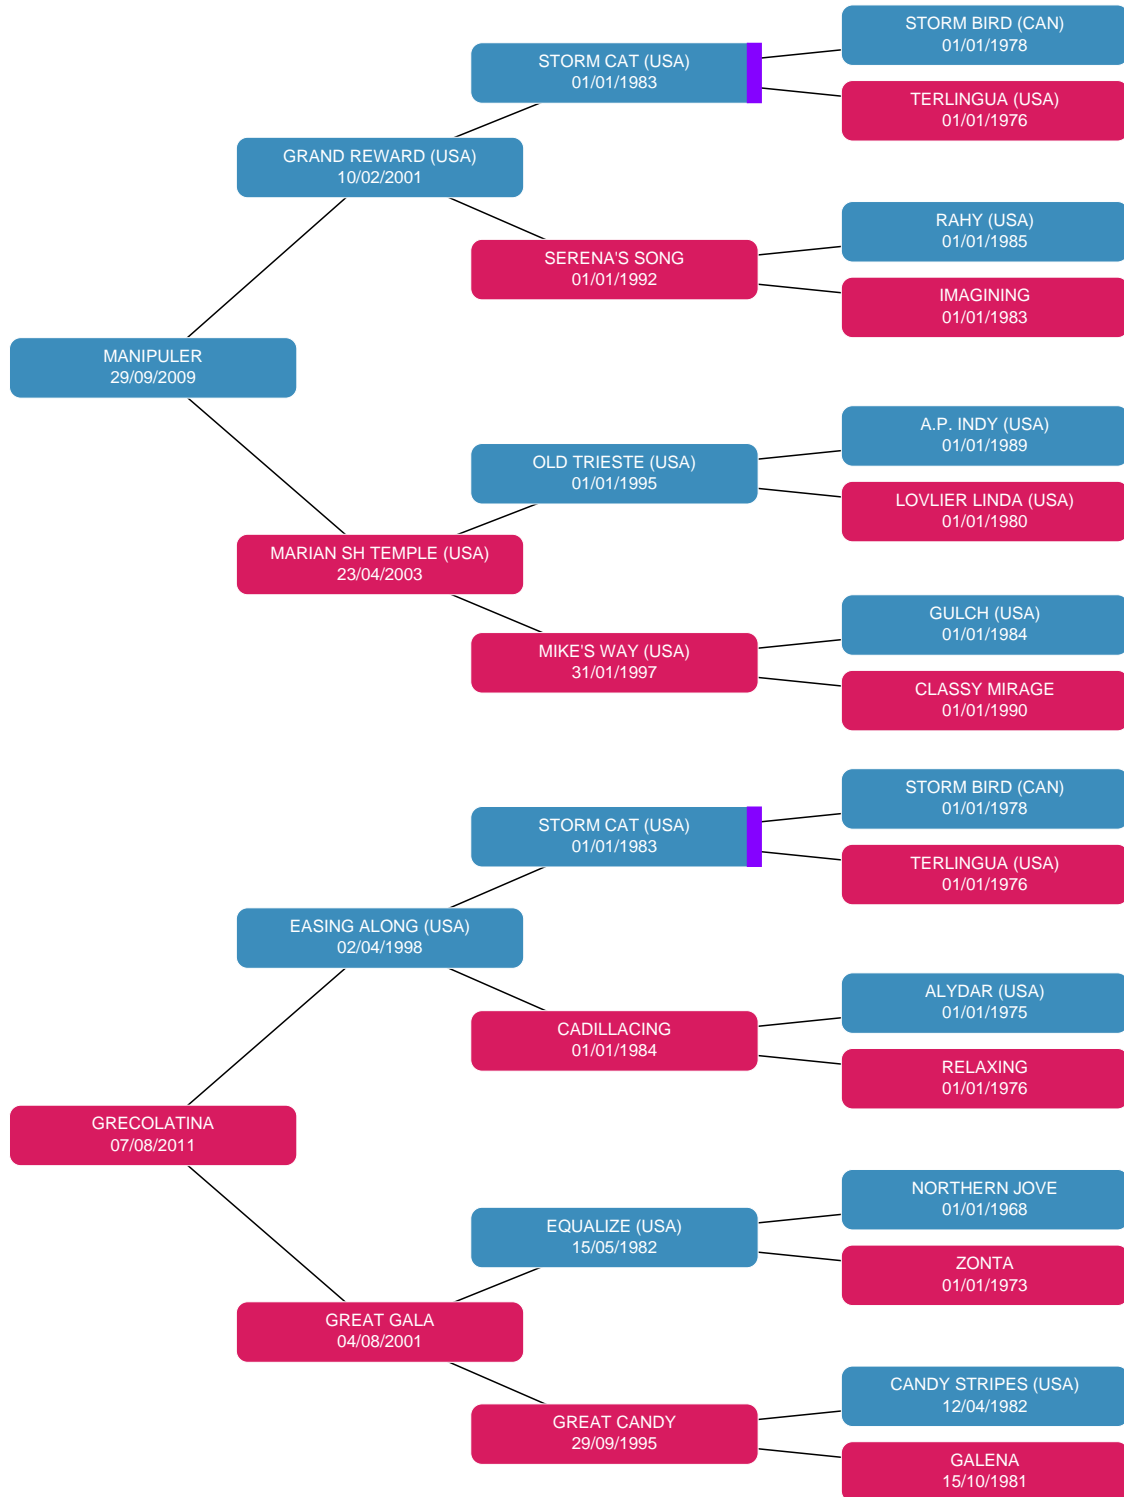 STORM BIRD (CAN)
01/01/1978
STORM CAT (USA)
01/01/1983
TERLINGUA (USA)
01/01/1976
GRAND REWARD (USA)
10/02/2001
RAHY (USA)
01/01/1985
SERENA'S SONG
01/01/1992
IMAGINING
01/01/1983
MANIPULER
29/09/2009
A.P. INDY (USA)
01/01/1989
OLD TRIESTE (USA)
01/01/1995
LOVLIER LINDA (USA)
01/01/1980
MARIAN SH TEMPLE (USA)
23/04/2003
GULCH (USA)
01/01/1984
MIKE'S WAY (USA)
31/01/1997
CLASSY MIRAGE
01/01/1990
STORM BIRD (CAN)
01/01/1978
STORM CAT (USA)
01/01/1983
TERLINGUA (USA)
01/01/1976
EASING ALONG (USA)
02/04/1998
ALYDAR (USA)
01/01/1975
CADILLACING
01/01/1984
RELAXING
01/01/1976
GRECOLATINA
07/08/2011
NORTHERN JOVE
01/01/1968
EQUALIZE (USA)
15/05/1982
ZONTA
01/01/1973
GREAT GALA
04/08/2001
CANDY STRIPES (USA)
12/04/1982
GREAT CANDY
29/09/1995
GALENA
15/10/1981